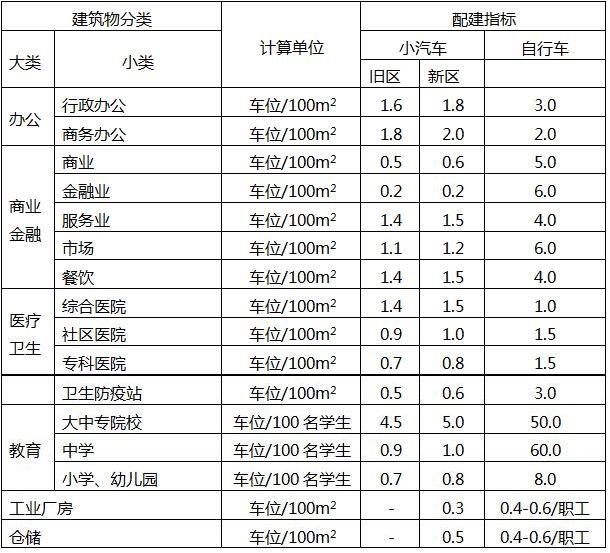 建筑物分类 计算单位 配建指标
大类 小类 小汽车 自行车
旧区 新区
办公 行政办公 车位/100m² 1.6 1.8 3.0
商务办公 车位/100m² 1.8 2.0 2.0
商业金融 商业 车位/100m² 0.5 0.6 5.0
金融业 车位/100m² 0.2 0.2 6.0
服务业 车位/100m² 1.4 1.5 4.0
市场 车位/100m² 1.1 1.2 6.0
餐饮 车位/100m² 1.4 1.5 4.0
医疗卫生 综合医院 车位/100m² 1.4 1.5 1.0
社区医院 车位/100m² 0.9 1.0 1.5
专科医院 车位/100m² 0.7 0.8 1.5
卫生防疫站 车位/100m² 0.5 0.6 3.0
教育 大中专院校 车位/100 名学生 4.5 5.0 50.0
中学 车位/100 名学生 0.9 1.0 60.0
小学、幼儿园 车位/100 名学生 0.7 0.8 8.0
工业厂房 车位/100m² - 0.3 0.4-0.6/职工
仓储 车位/100m² - 0.5 0.4-0.6/职工